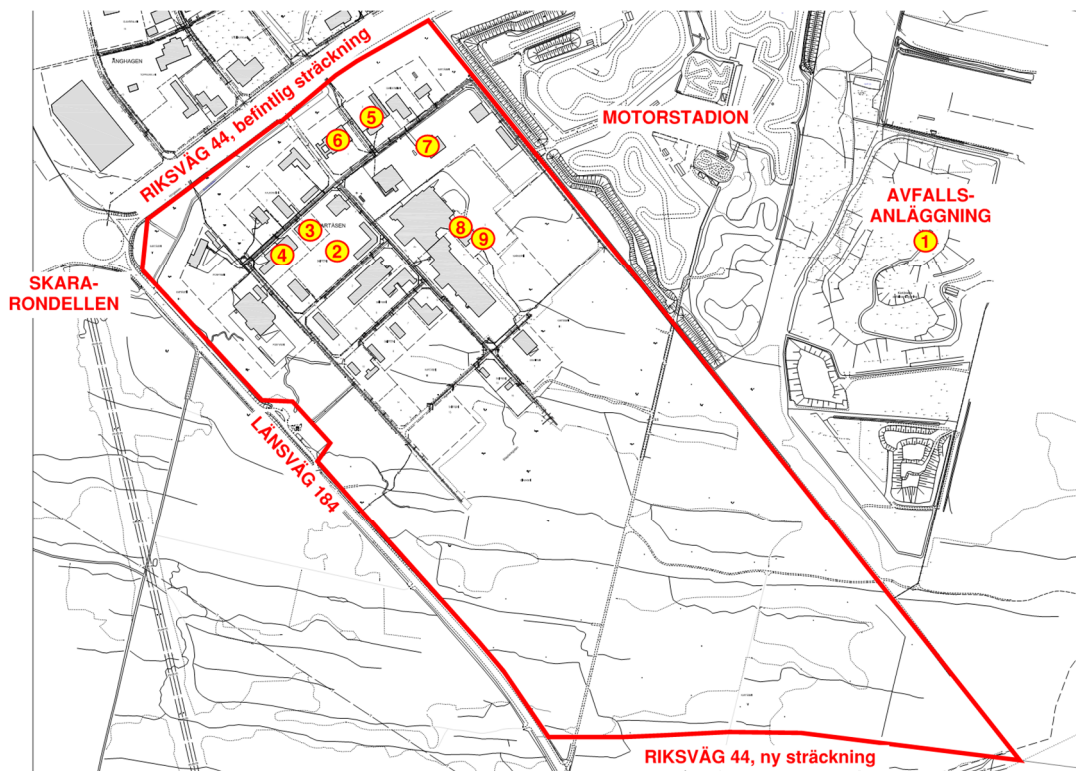 ÄNGHAGEN
RIKSVÄG 44, befintlig sträckning
MOTORSTADION
5
6
7
AVFALLS-
ANLÄGGNING
1
3
8
9
4
2
SKARA-
RONDELLEN
LÄNSVÄG 184
RIKSVÄG 44, ny sträckning